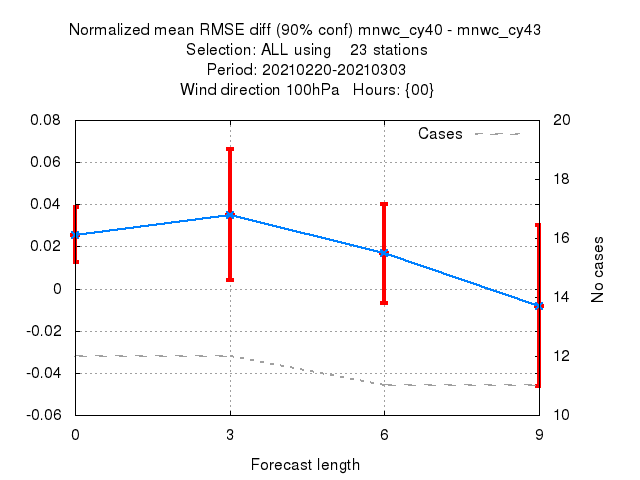 Normalized mean RMSE diff (90% conf) mnwc_cy40 - mnwc_cy43
Selection: ALL using    23 stations
Period: 20210220-20210303
Wind direction 100hPa   Hours: {00}
Cases
0.08
0.06
0.04
0.02
0
-0.02
-0.04
-0.06
20
18
16
14
12
10
No cases
0
3
6
9
Forecast length